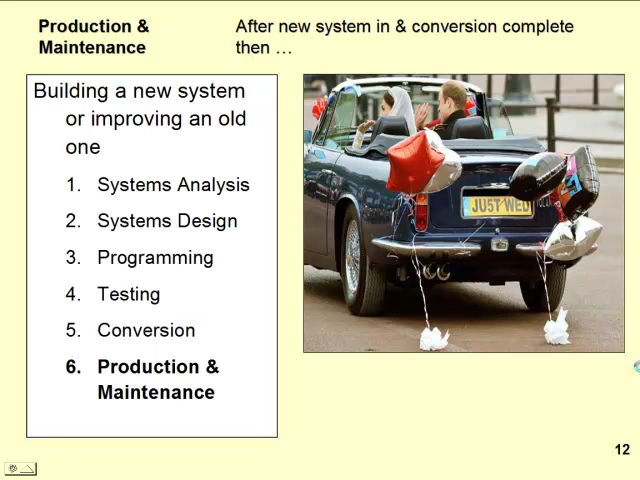 Production &
Maintenance
After new system in & conversion complete
then …
Building a new system
or improving an old
one
1. Systems Analysis
2. Systems Design
3. Programming
4. Testing
5. Conversion
6. Production &
Maintenance
JU5T WED
12